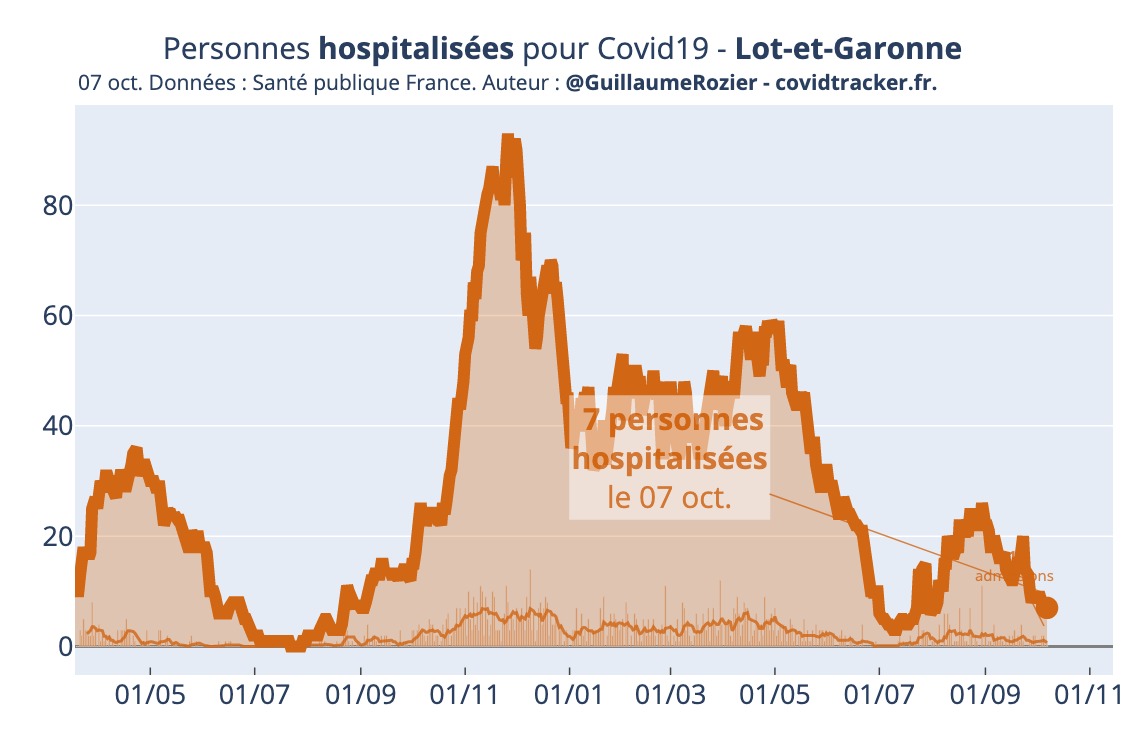 Personnes hospitalisées pour Covid19 - Lot-et-Garonne
07 oct. Données : Santé publique France. Auteur : @GuillaumeRozier - covidtracker.fr.
80
60
40
20
0
7 personnes
hospitalisées
le 07 oct.
01/05 01/07 01/09 01/11 01/01 01/03 01/05 01/07 01/09 01/11